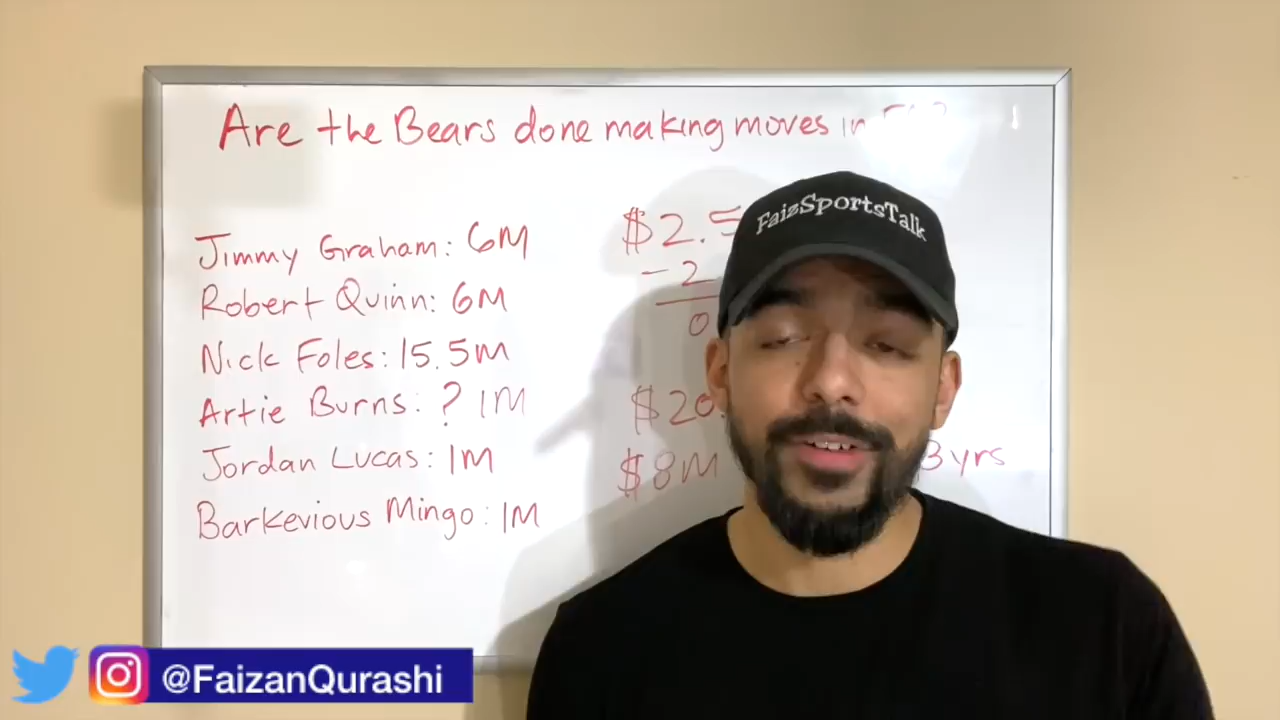 Are the Bears done making moves in
Jimmy Graham: 6M
Robert Quinn: 6M
Nick Foles: 15.5M
Artie Burns: ? 1M
Jordan Lucas: 1M
Barkevious Mingo: 1M
$2.5
- 2
0
$20.
$8M
3 yrs
FaizSportsTalk
@FaizanQurashi